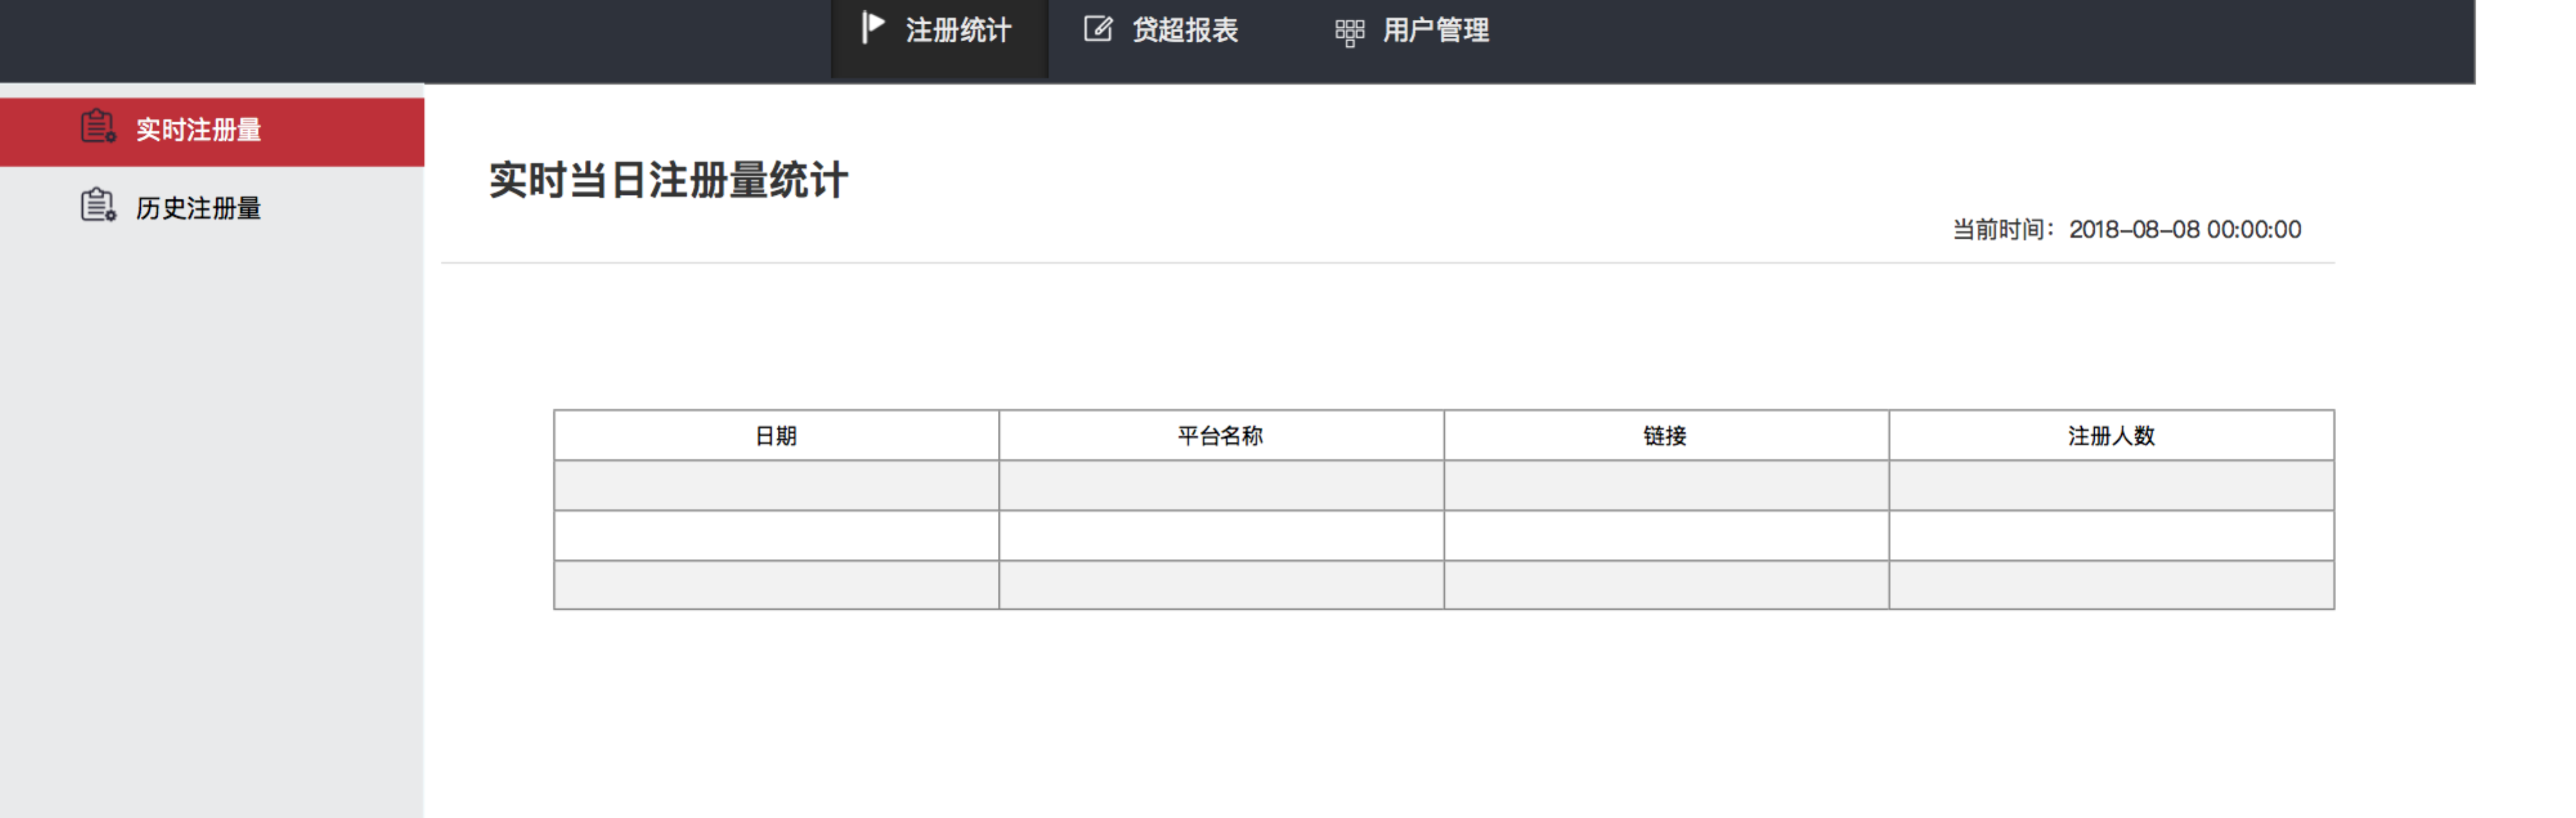 注册统计 贷超报表 用户管理
实时注册量
历史注册量
实时当日注册量统计
当前时间：2018-08-08 00:00:00
日期 平台名称 链接 注册人数